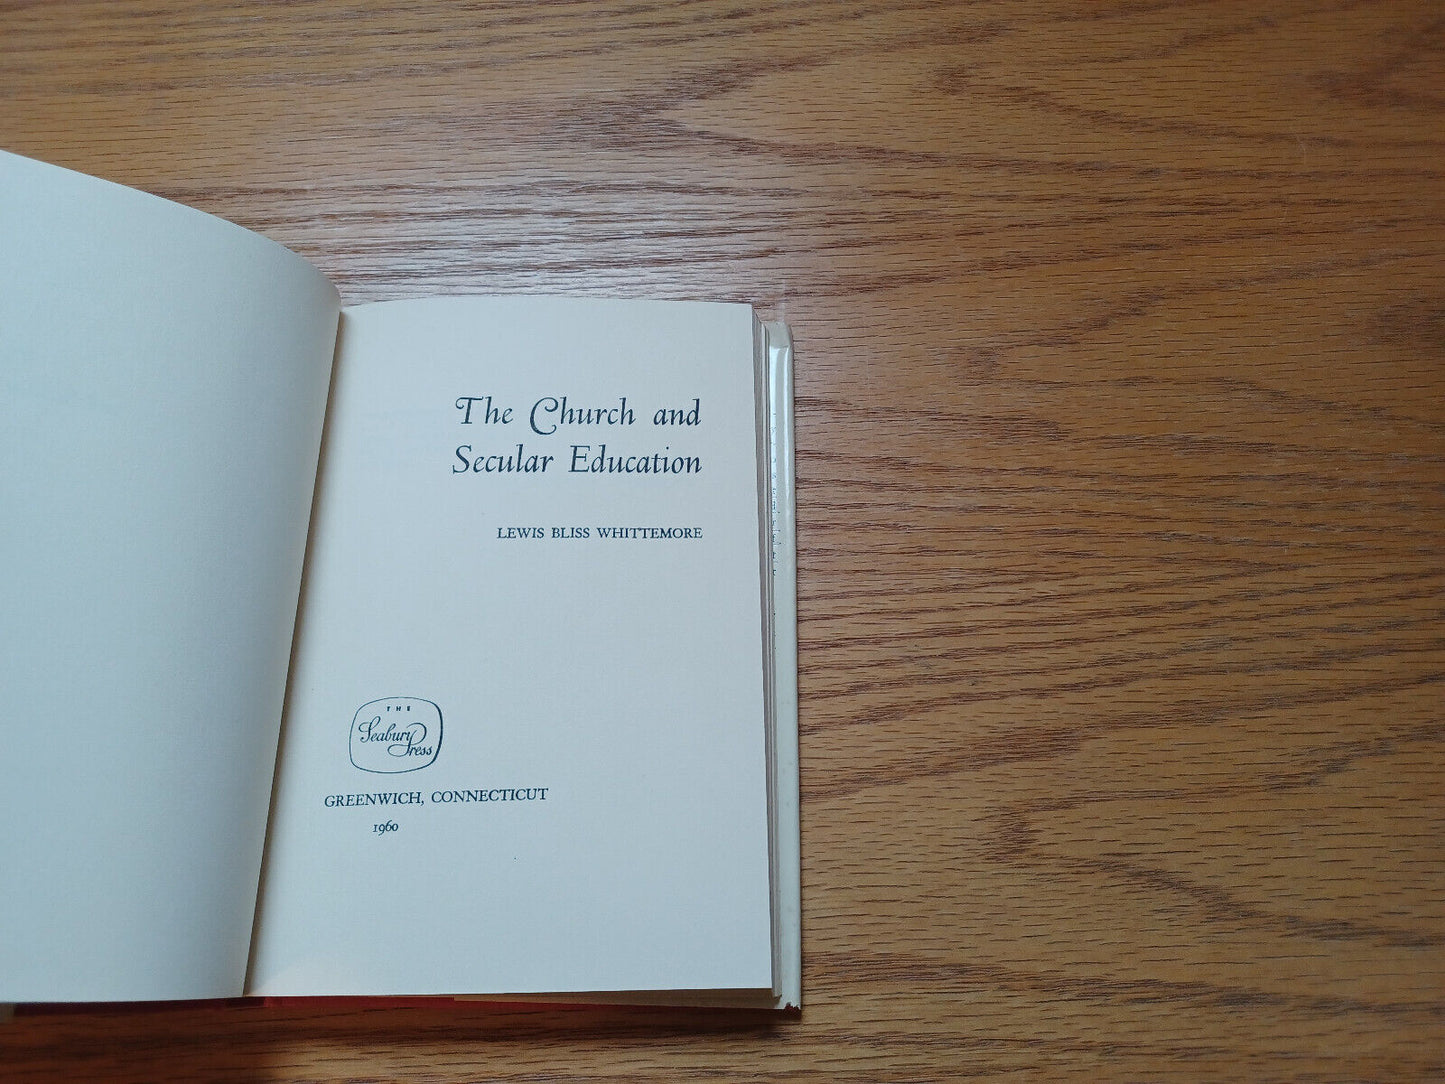 The Church and
Secular Education
LEWIS BLISS WHITTEMORE
THE
Seabury
Press
GREENWICH, CONNECTICUT
1960